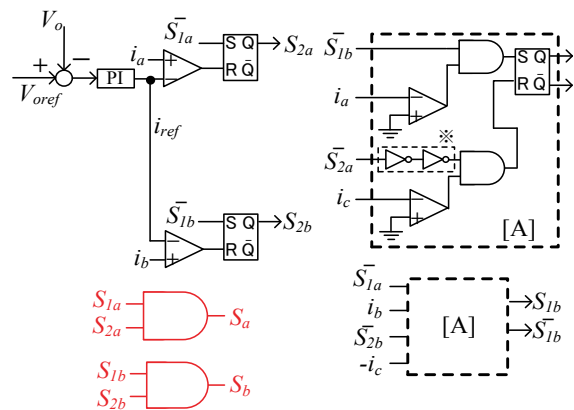 V_o
+
−
V_oref
PI
i_ref
S̄_1a
i_a
+
−
S Q
R Q̄
S_2a
S̄_1b
−
+
i_b
S Q
R Q̄
S_2b
S_1a
S_2a
S_a
S_1b
S_2b
S_b
S̄_1b
i_a
−
+
※
S̄_2a
i_c
−
+
S Q
R Q̄
[A]
S̄_1a
i_b
S̄_2b
-i_c
[A]
S_1b
S̄_1b